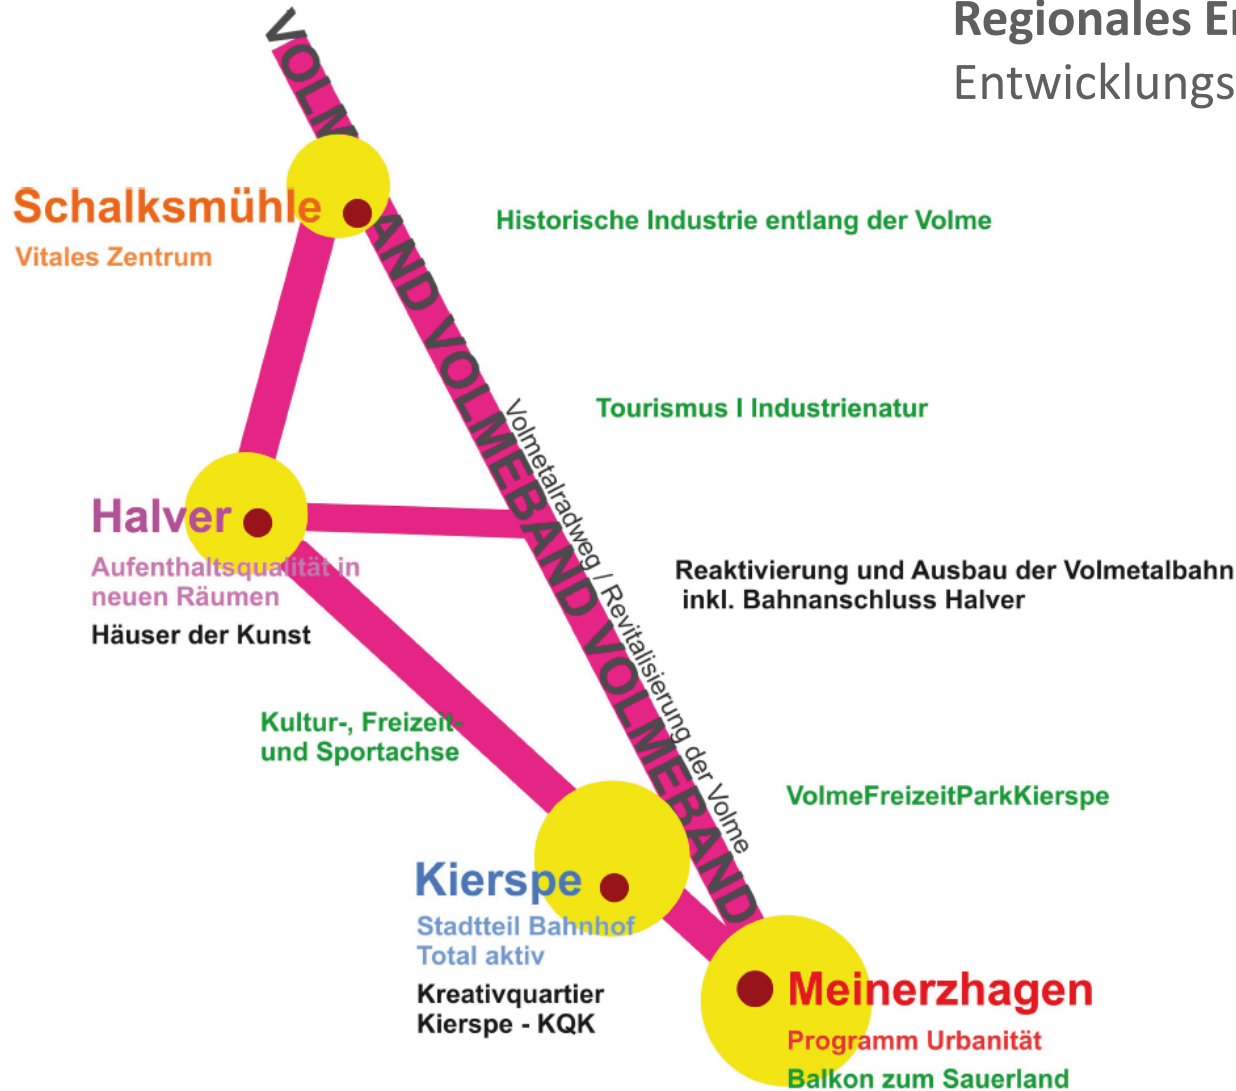 Regionales
Entwicklungs
VOLM
AND VOLMEBAND VOLMEBAND
Schalksmühle
Vitales Zentrum
Historische Industrie entlang der Volme
Tourismus I Industrienatur
Volmetalradweg / Revitalisierung der Volme
Halver
Aufenthaltsqualität in
neuen Räumen
Häuser der Kunst
Reaktivierung und Ausbau der Volmetalbahn
inkl. Bahnanschluss Halver
Kultur-, Freizeit-
und Sportachse
VolmeFreizeitParkKierspe
Kierspe
Stadtteil Bahnhof
Total aktiv
Kreativquartier
Kierspe - KQK
Meinerzhagen
Programm Urbanität
Balkon zum Sauerland